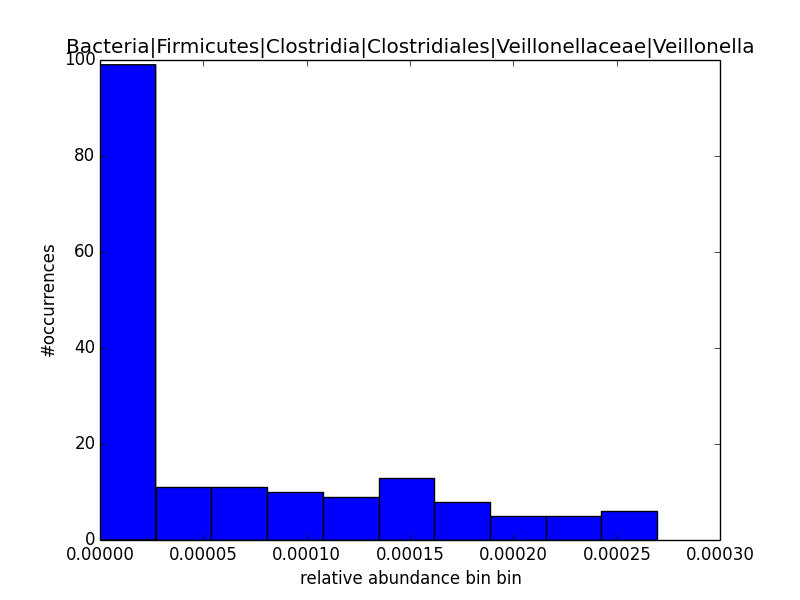 Bacteria|Firmicutes|Clostridia|Clostridiales|Veillonellaceae|Veillonella
100
80
60
40
20
0
#occurrences
0.00000 0.00005 0.00010 0.00015 0.00020 0.00025 0.00030
relative abundance bin bin